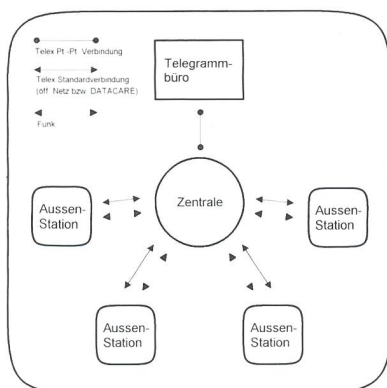 Telex Pt.-Pt. Verbindung
Telex Standardverbindung
(öff. Netz bzw. DATACARE)
Funk
Telegramm-
büro
Zentrale
Aussen-
Station
Aussen-
Station
Aussen-
Station
Aussen-
Station